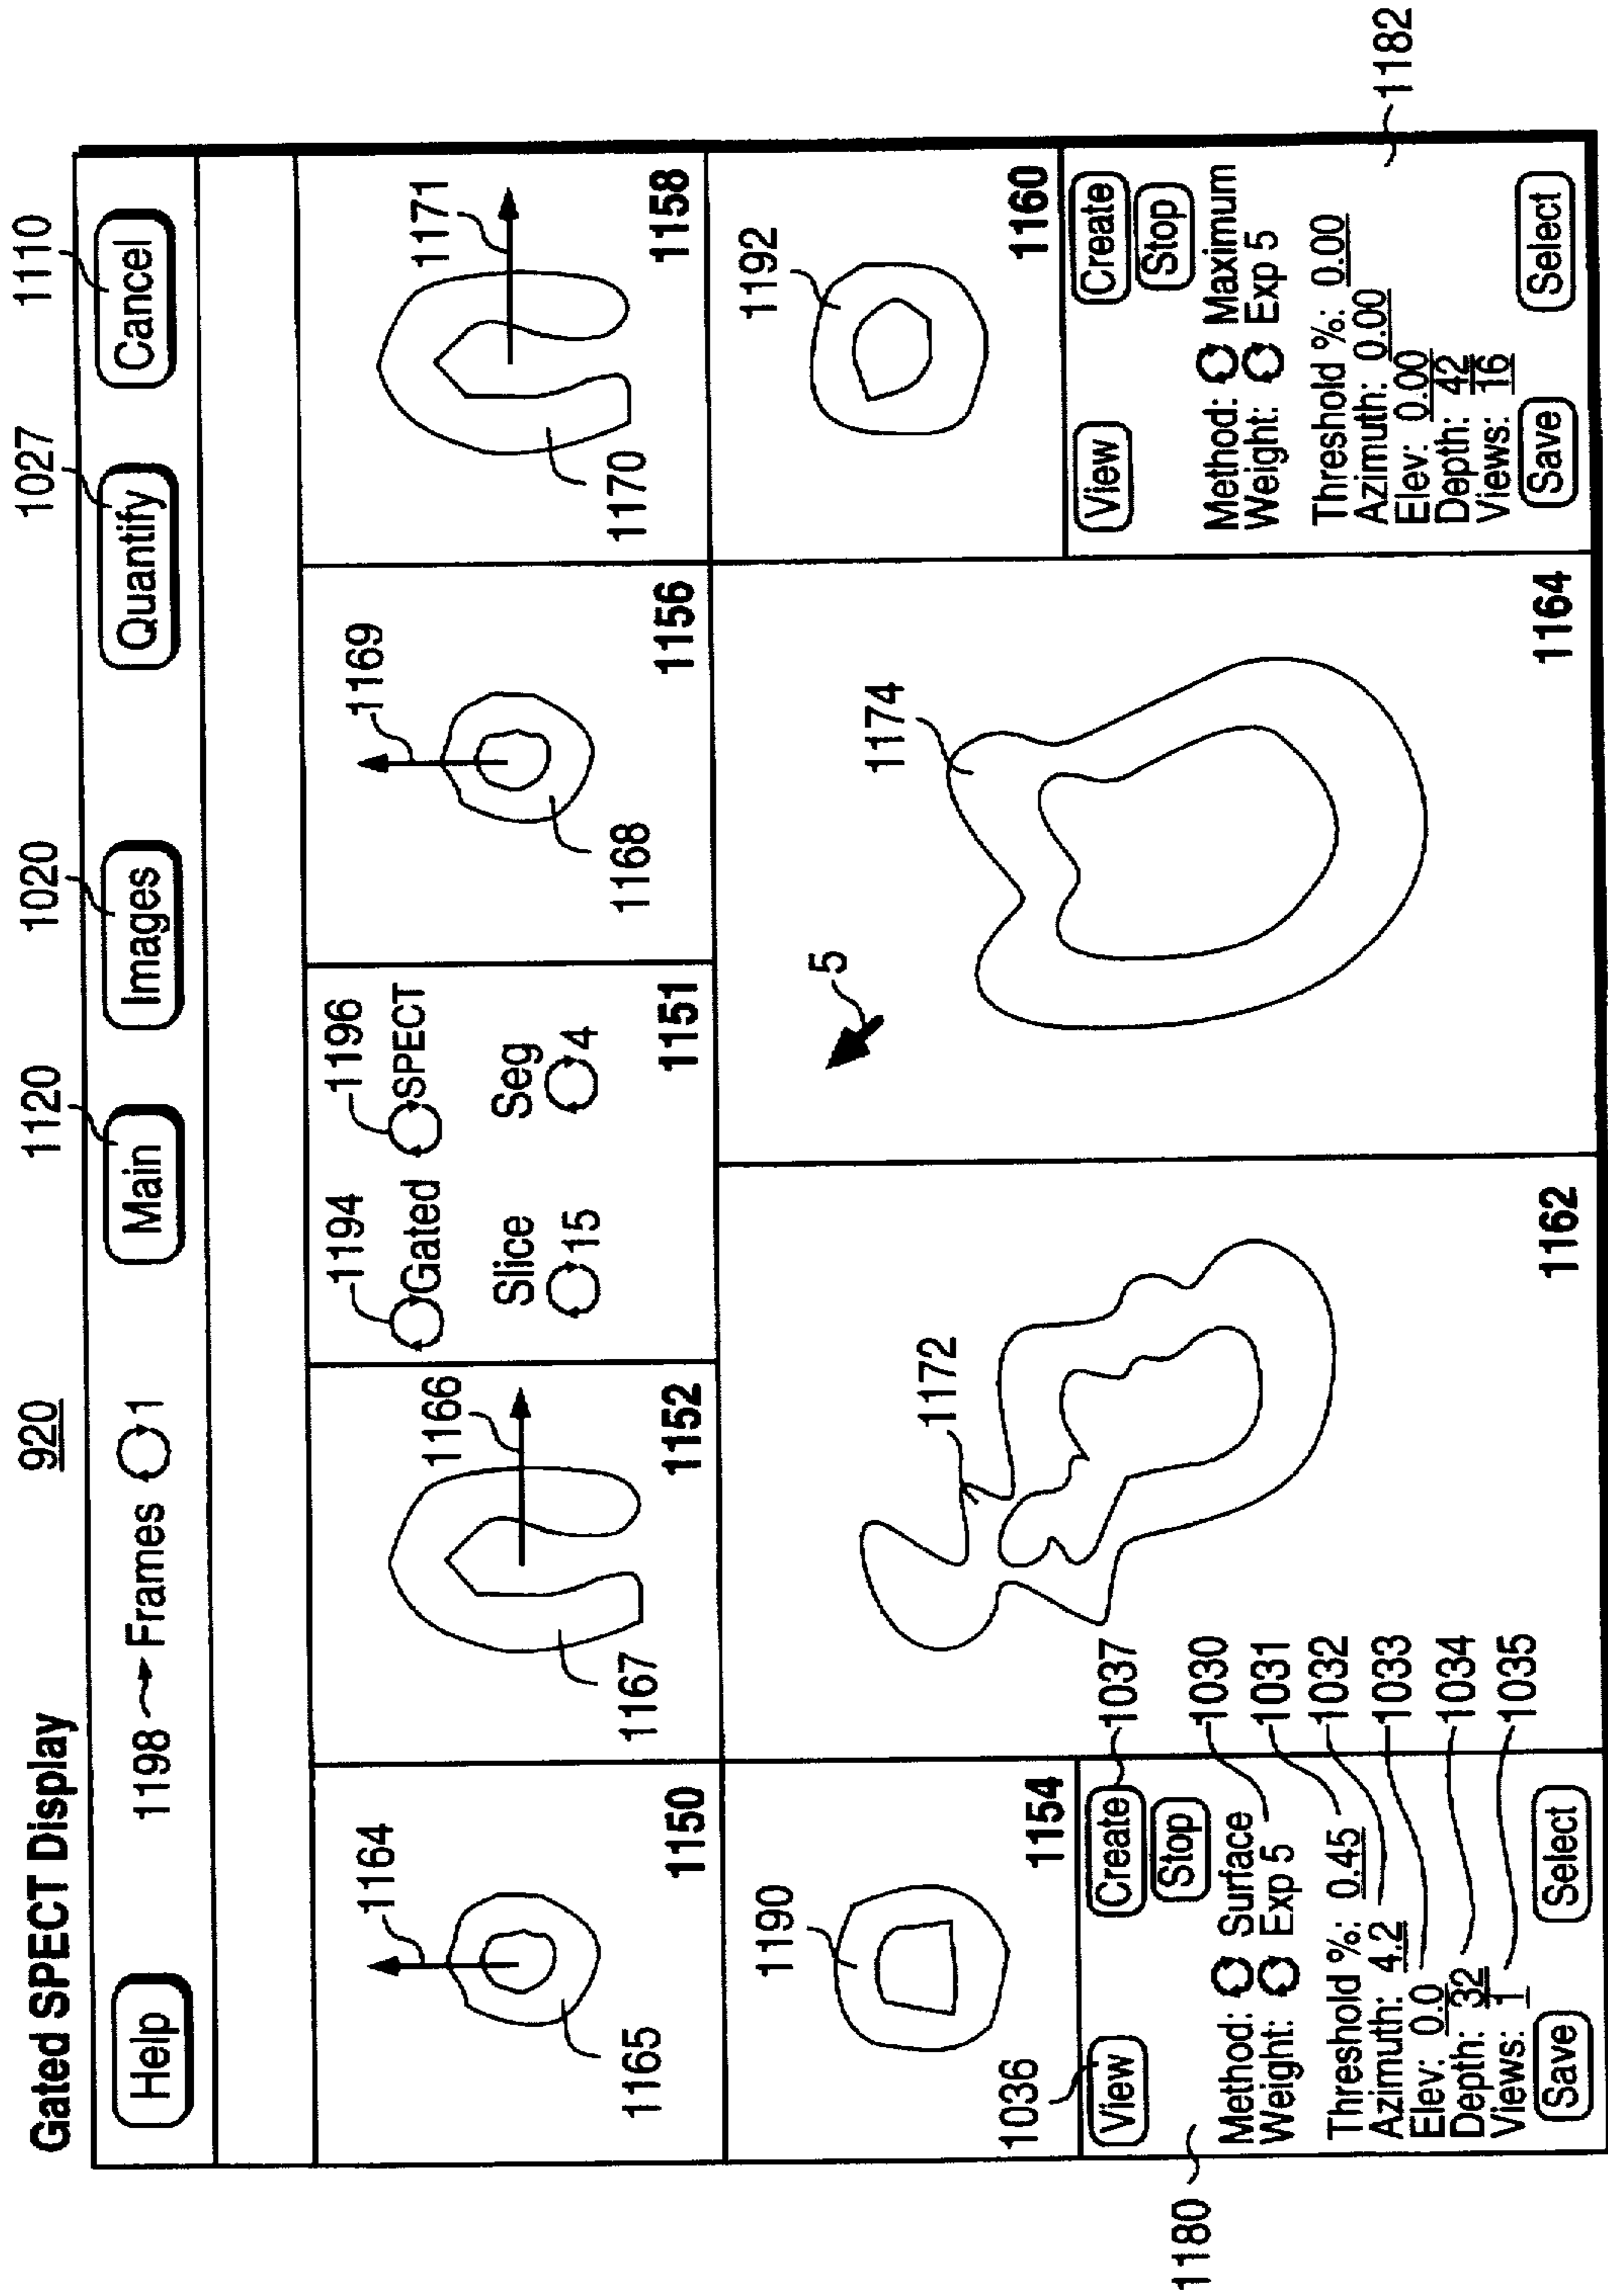 Gated SPECT Display
920
1120
1020
1027
1110
Help
1198
Frames
1
Main
Images
Quantify
Cancel
1164
1165
1150
1166
1167
1152
1194
1196
Gated
SPECT
Slice
Seg
15
4
1151
1169
1168
1156
1171
1170
1158
1190
1036
1154
1172
1162
5
1174
1164
1192
1160
1180
View
Create
Stop
Method: Surface
Weight: Exp 5
Threshold %: 0.45
Azimuth: 4.2
Elev: 0.0
Depth: 32
Views: 1
Save
Select
1037
1030
1031
1032
1033
1034
1035
View
Create
Stop
Method: Maximum
Weight: Exp 5
Threshold %: 0.00
Azimuth: 0.00
Elev: 0.00
Depth: 42
Views: 16
Save
Select
1182